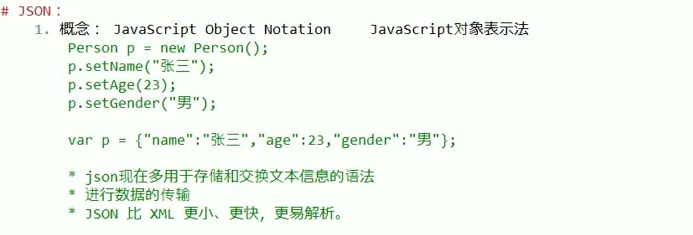 # JSON：
1. 概念： JavaScript Object Notation JavaScript对象表示法
Person p = new Person();
p.setName("张三");
p.setAge(23);
p.setGender("男");
var p = {"name":"张三","age":23,"gender":"男"};
* json现在多用于存储和交换文本信息的语法
* 进行数据的传输
* JSON 比 XML 更小、更快，更易解析。